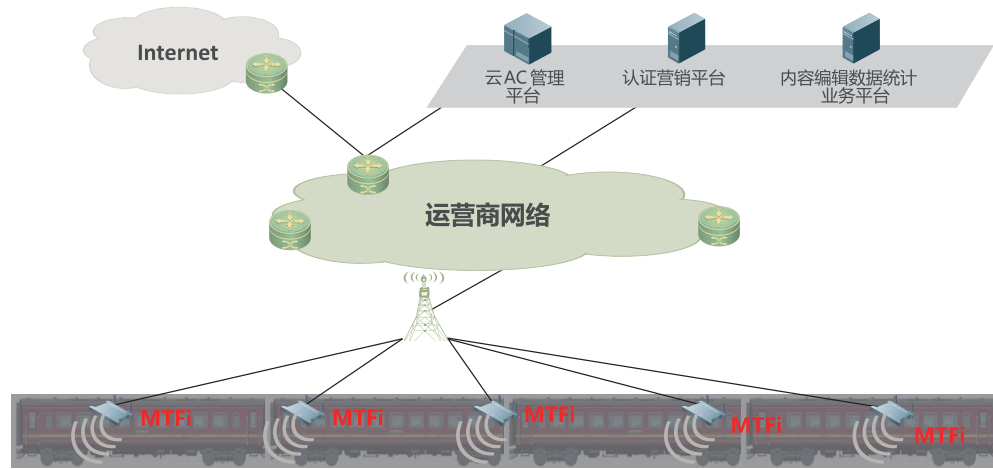 Internet
云AC管理
平台
认证营销平台
内容编辑数据统计
业务平台
运营商网络
MTFi
MTFi
MTFi
MTFi
MTFi